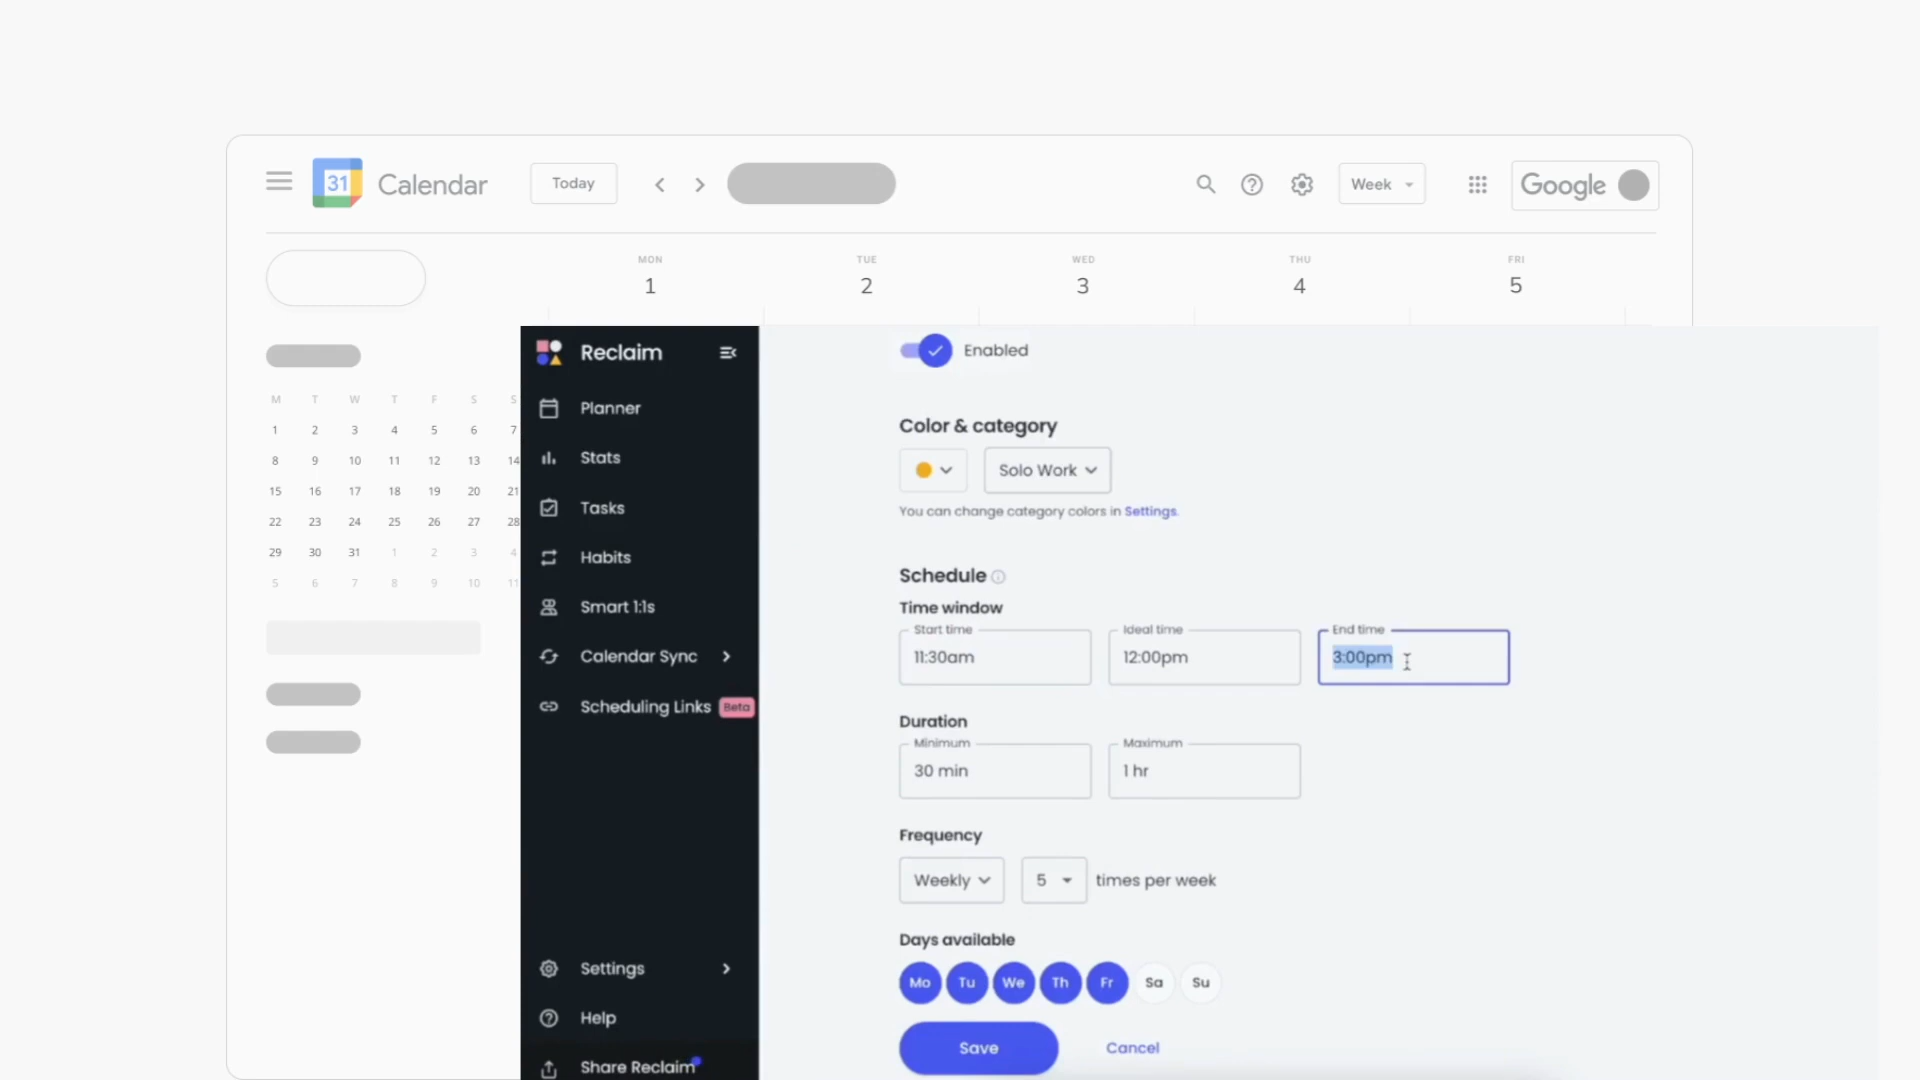 31 Calendar Today Week Google
MON TUE WED THU FRI
1 2 3 4 5
M T W T F S S
1 2 3 4 5 6 7
8 9 10 11 12 13 14
15 16 17 18 19 20 21
22 23 24 25 26 27 28
29 30 31 1 2 3 4
5 6 7 8 9 10 11
Reclaim
Planner
Stats
Tasks
Habits
Smart 1:1s
Calendar Sync
Scheduling Links Beta
Settings
Help
Share Reclaim
Enabled
Color & category
Solo Work
You can change category colors in Settings.
Schedule
Time window
Start time Ideal time End time
11:30am 12:00pm 3:00pm
Duration
Minimum Maximum
30 min 1 hr
Frequency
Weekly 5 times per week
Days available
Mo Tu We Th Fr Sa Su
Save Cancel